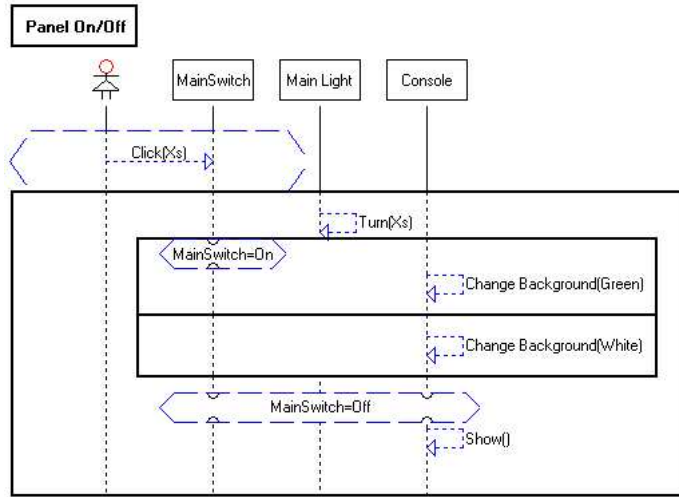 Panel On/Off
MainSwitch
Main Light
Console
Click(Xs)
Turn(Xs)
MainSwitch=On
Change Background(Green)
Change Background(White)
MainSwitch=Off
Show()